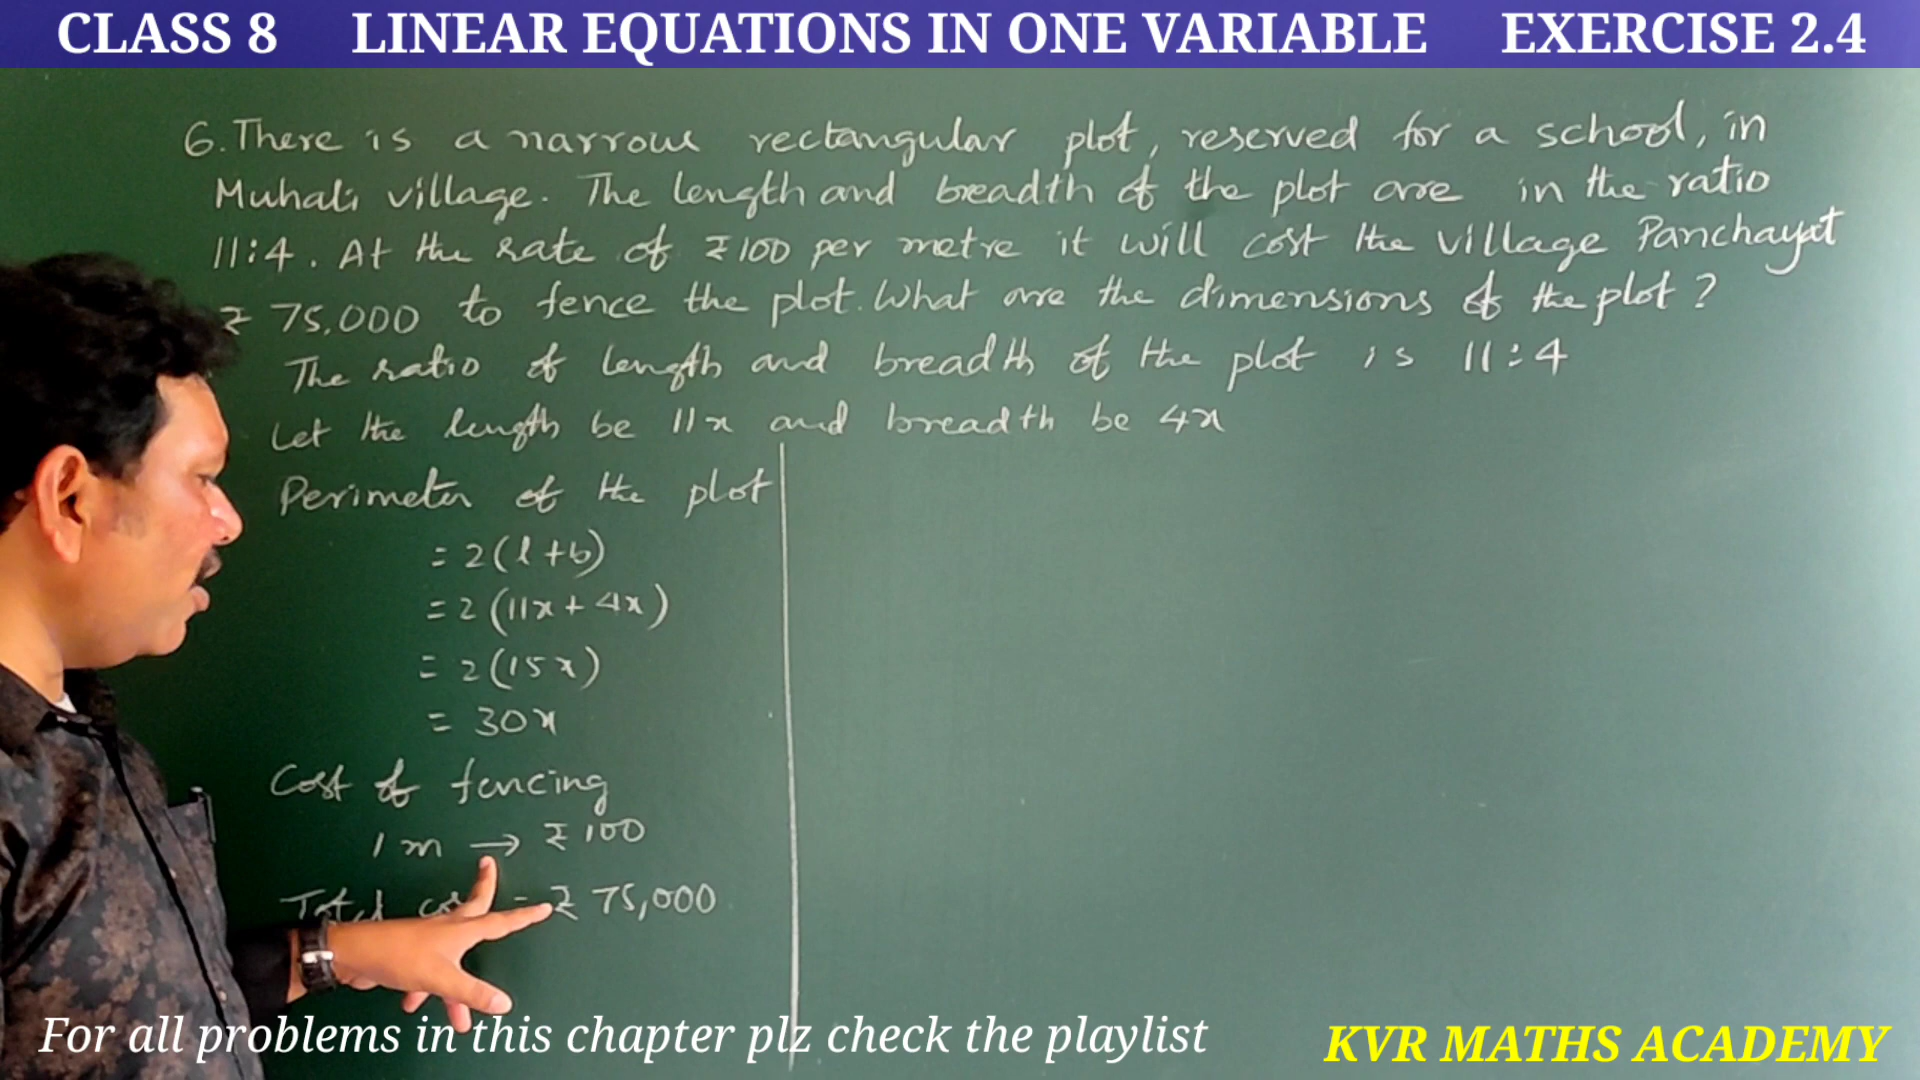 CLASS 8 LINEAR EQUATIONS IN ONE VARIABLE EXERCISE 2.4
6. There is a narrow rectangular plot, reserved for a school, in
Muhali village. The length and breadth of the plot are in the ratio
11:4. At the rate of ₹100 per metre it will cost the village Panchayat
₹ 75,000 to fence the plot. What are the dimensions of the plot?
The ratio of length and breadth of the plot is 11:4
Let the length be 11x and breadth be 4x
Perimeter of the plot
= 2(l+b)
= 2(11x + 4x)
= 2(15x)
= 30x
Cost of fencing
1 m → ₹100
Total cost = ₹ 75,000
For all problems in this chapter plz check the playlist
KVR MATHS ACADEMY